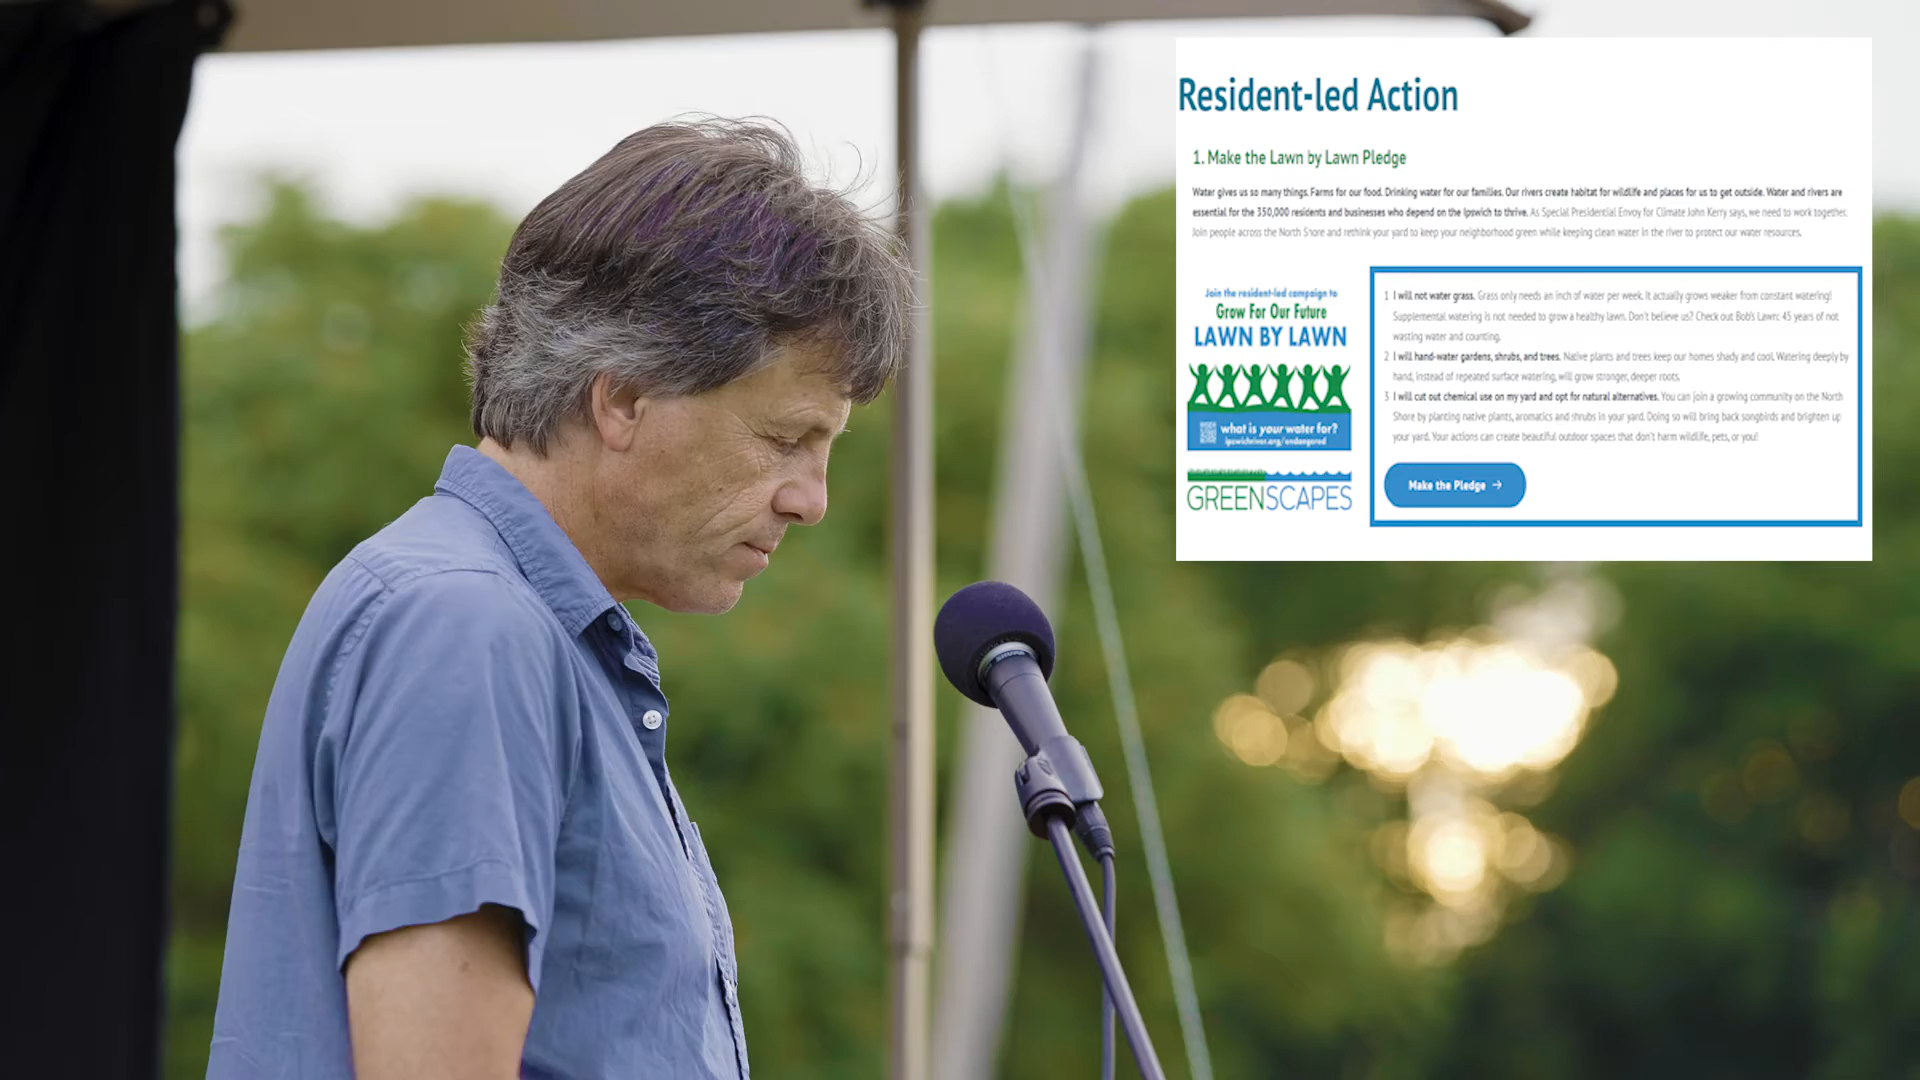 Resident-led Action
1. Make the Lawn by Lawn Pledge
Water gives us so many things. Farms for our food. Drinking water for our families. Our rivers create habitat for wildlife and places for us to get outside. Water and rivers are
essential for the 350,000 residents and businesses who depend on the Ipswich to thrive. As Special Presidential Envoy for Climate John Kerry says, we need to work together.
Join people across the North Shore and rethink your yard to keep your neighborhood green while keeping clean water in the river to protect our water resources.
Join the resident-led campaign to
Grow For Our Future
LAWN BY LAWN
what is your water for?
ipswichriver.org/endangered
GREENSCAPES
1 I will not water grass. Grass only needs an inch of water per week. It actually grows weaker from constant watering!
Supplemental watering is not needed to grow a healthy lawn. Don't believe us? Check out Bob's Lawn: 45 years of not
wasting water and counting.
2 I will hand-water gardens, shrubs, and trees. Native plants and trees keep our homes shady and cool. Watering deeply by
hand, instead of repeated surface watering, will grow stronger, deeper roots.
3 I will cut out chemical use on my yard and opt for natural alternatives. You can join a growing community on the North
Shore by planting native plants, aromatics and shrubs in your yard. Doing so will bring back songbirds and brighten up
your yard. Your actions can create beautiful outdoor spaces that don't harm wildlife, pets, or you!
Make the Pledge →
SHURE